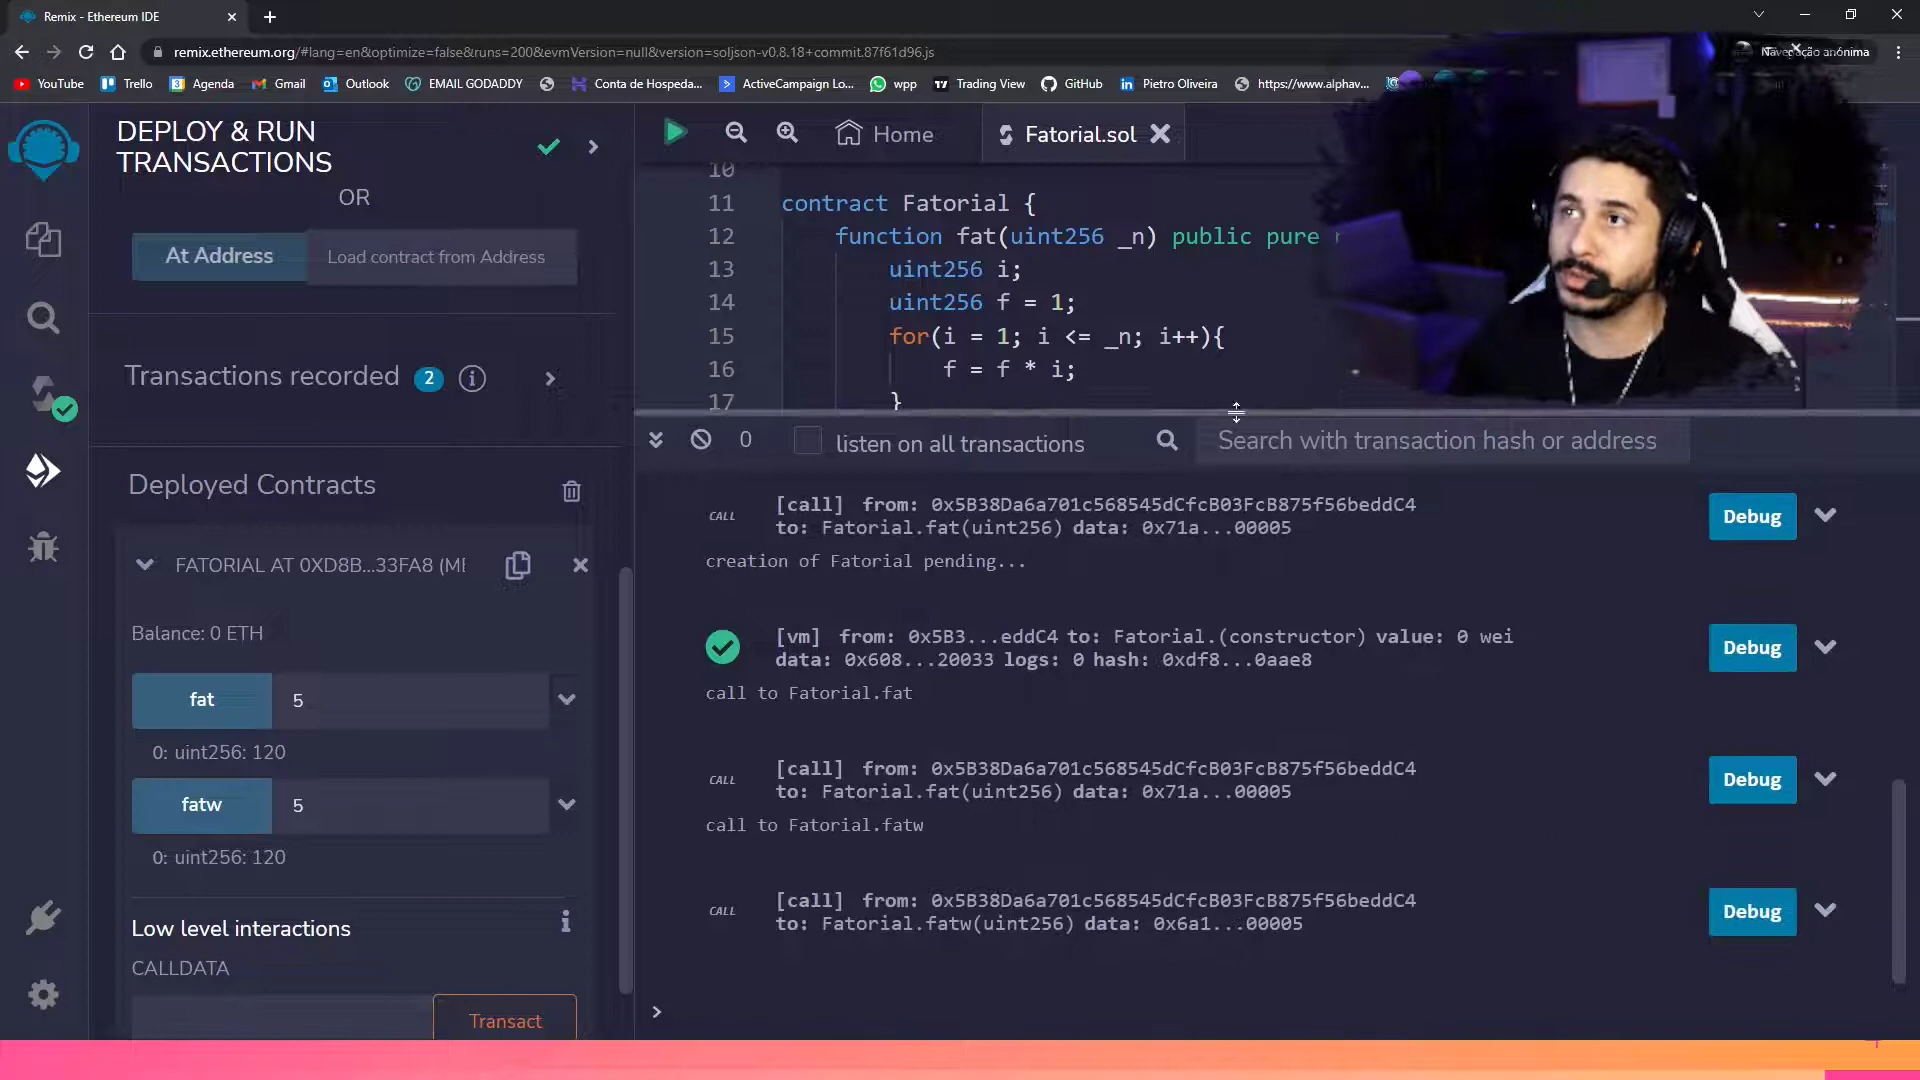 Remix - Ethereum IDE
remix.ethereum.org/#lang=en&optimize=false&runs=200&evmVersion=null&version=soljson-v0.8.18+commit.87f61d96.js
Navegação anônima
YouTube Trello Agenda Gmail Outlook EMAIL GODADDY Conta de Hospeda... ActiveCampaign Lo... wpp Trading View GitHub Pietro Oliveira https://www.alphav...
DEPLOY & RUN
TRANSACTIONS
OR
At Address Load contract from Address
Transactions recorded 2
Deployed Contracts
FATORIAL AT 0XD8B...33FA8 (ME
Balance: 0 ETH
fat 5
0: uint256: 120
fatw 5
0: uint256: 120
Low level interactions
CALLDATA
Transact
Home Fatorial.sol
10
11 contract Fatorial {
12 function fat(uint256 _n) public pure
13 uint256 i;
14 uint256 f = 1;
15 for(i = 1; i <= _n; i++){
16 f = f * i;
17 }
0 listen on all transactions Search with transaction hash or address
CALL [call] from: 0x5B38Da6a701c568545dCfcB03FcB875f56beddC4
to: Fatorial.fat(uint256) data: 0x71a...00005
Debug
creation of Fatorial pending...
[vm] from: 0x5B3...eddC4 to: Fatorial.(constructor) value: 0 wei
data: 0x608...20033 logs: 0 hash: 0xdf8...0aae8
Debug
call to Fatorial.fat
CALL [call] from: 0x5B38Da6a701c568545dCfcB03FcB875f56beddC4
to: Fatorial.fat(uint256) data: 0x71a...00005
Debug
call to Fatorial.fatw
CALL [call] from: 0x5B38Da6a701c568545dCfcB03FcB875f56beddC4
to: Fatorial.fatw(uint256) data: 0x6a1...00005
Debug
>